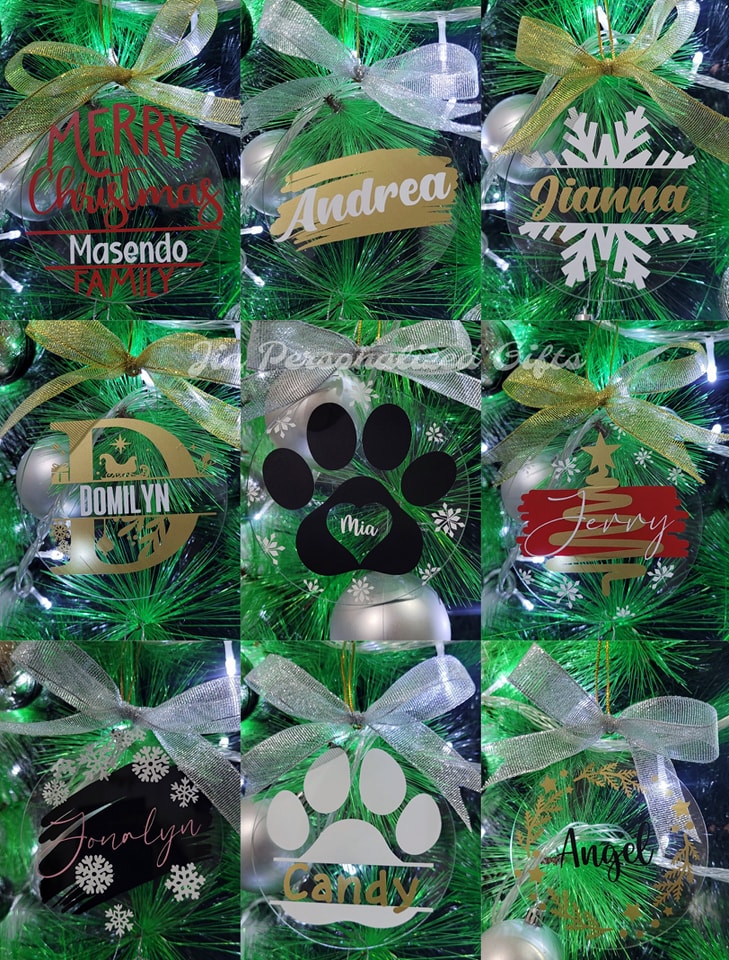 MERRY
Christmas
Masendo
FAMILY
Andrea
Jianna
Jia Personalised Gifts
DOMILYN
Mia
Jerry
Jonalyn
Candy
Angel